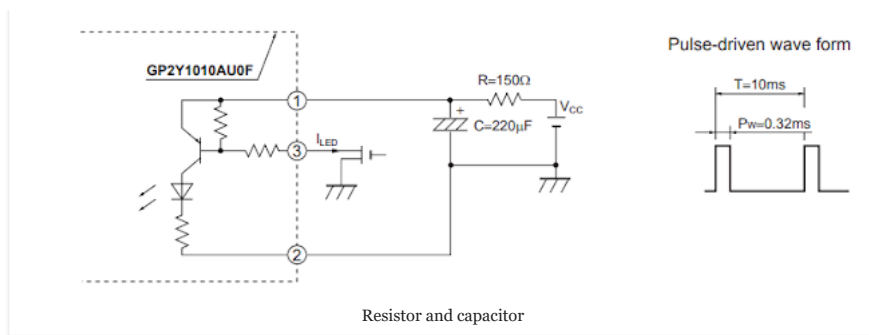 Pulse-driven wave form
GP2Y1010AU0F
R=150Ω
T=10ms
1
Vcc
+
C=220μF
Pw=0.32ms
3
ILED
2
Resistor and capacitor